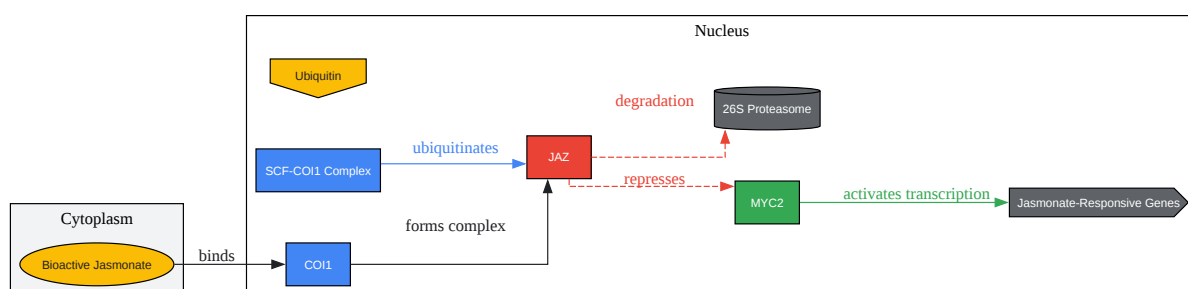 Nucleus
Ubiquitin
degradation
26S Proteasome
ubiquitinates
JAZ
SCF-COI1 Complex
represses
MYC2
activates transcription
Jasmonate-Responsive Genes
Cytoplasm
forms complex
Bioactive Jasmonate
binds
COI1